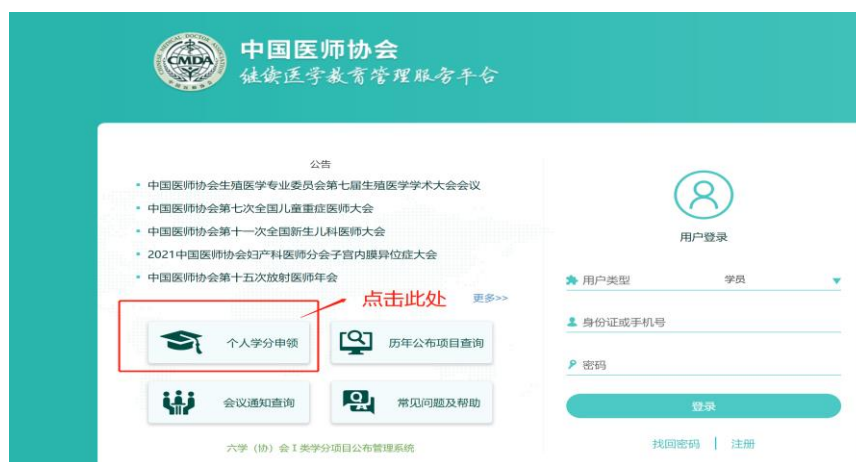 中国医师协会
继续医学教育管理服务平台
公告
中国医师协会生殖医学专业委员会第七届生殖医学学术大会会议
中国医师协会第七次全国儿童重症医师大会
中国医师协会第十一次全国新生儿科医师大会
2021中国医师协会妇产科医师分会子宫内膜异位症大会
中国医师协会第十五次放射医师年会
更多>>
点击此处
个人学分申领
历年公布项目查询
会议通知查询
常见问题及帮助
六学（协）会 I 类学分项目公布管理系统
用户登录
用户类型 学员
身份证或手机号
密码
登录
找回密码 | 注册
CMDA
CHINESE MEDICAL DOCTOR ASSOCIATION